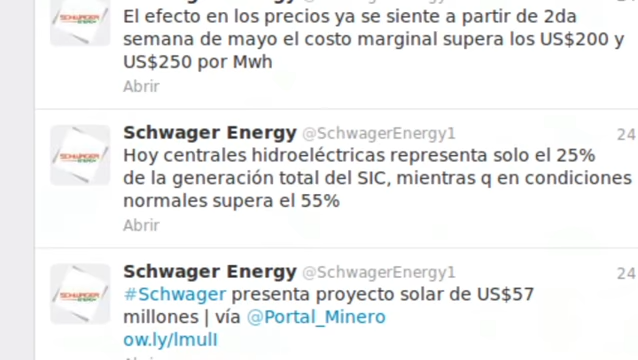 El efecto en los precios ya se siente a partir de 2da
semana de mayo el costo marginal supera los US$200 y
US$250 por Mwh
Abrir
Schwager Energy @SchwagerEnergy1 24
Hoy centrales hidroeléctricas representa solo el 25%
de la generación total del SIC, mientras q en condiciones
normales supera el 55%
Abrir
Schwager Energy @SchwagerEnergy1 24
#Schwager presenta proyecto solar de US$57
millones | vía @Portal_Minero
ow.ly/lmulI